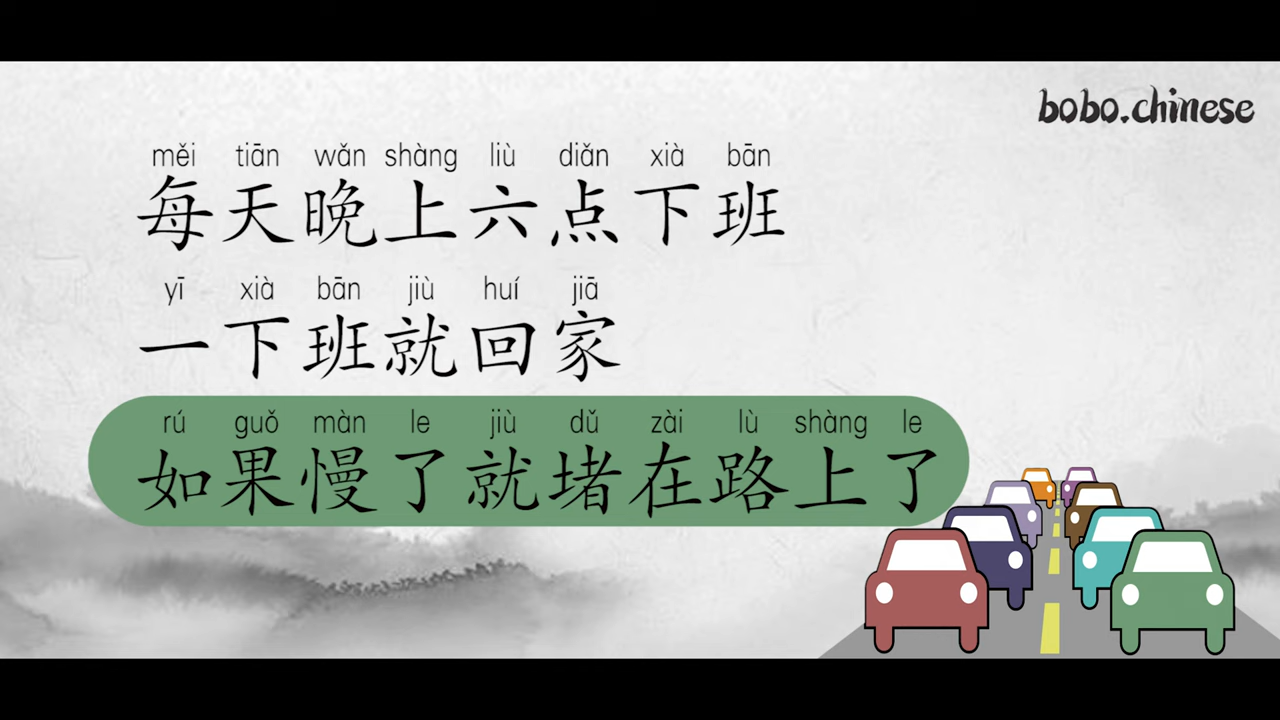 bobo.chinese
měi tiān wǎn shàng liù diǎn xià bān
每天晚上六点下班
yī xià bān jiù huí jiā
一下班就回家
rú guǒ màn le jiù dǔ zài lù shàng le
如果慢了就堵在路上了